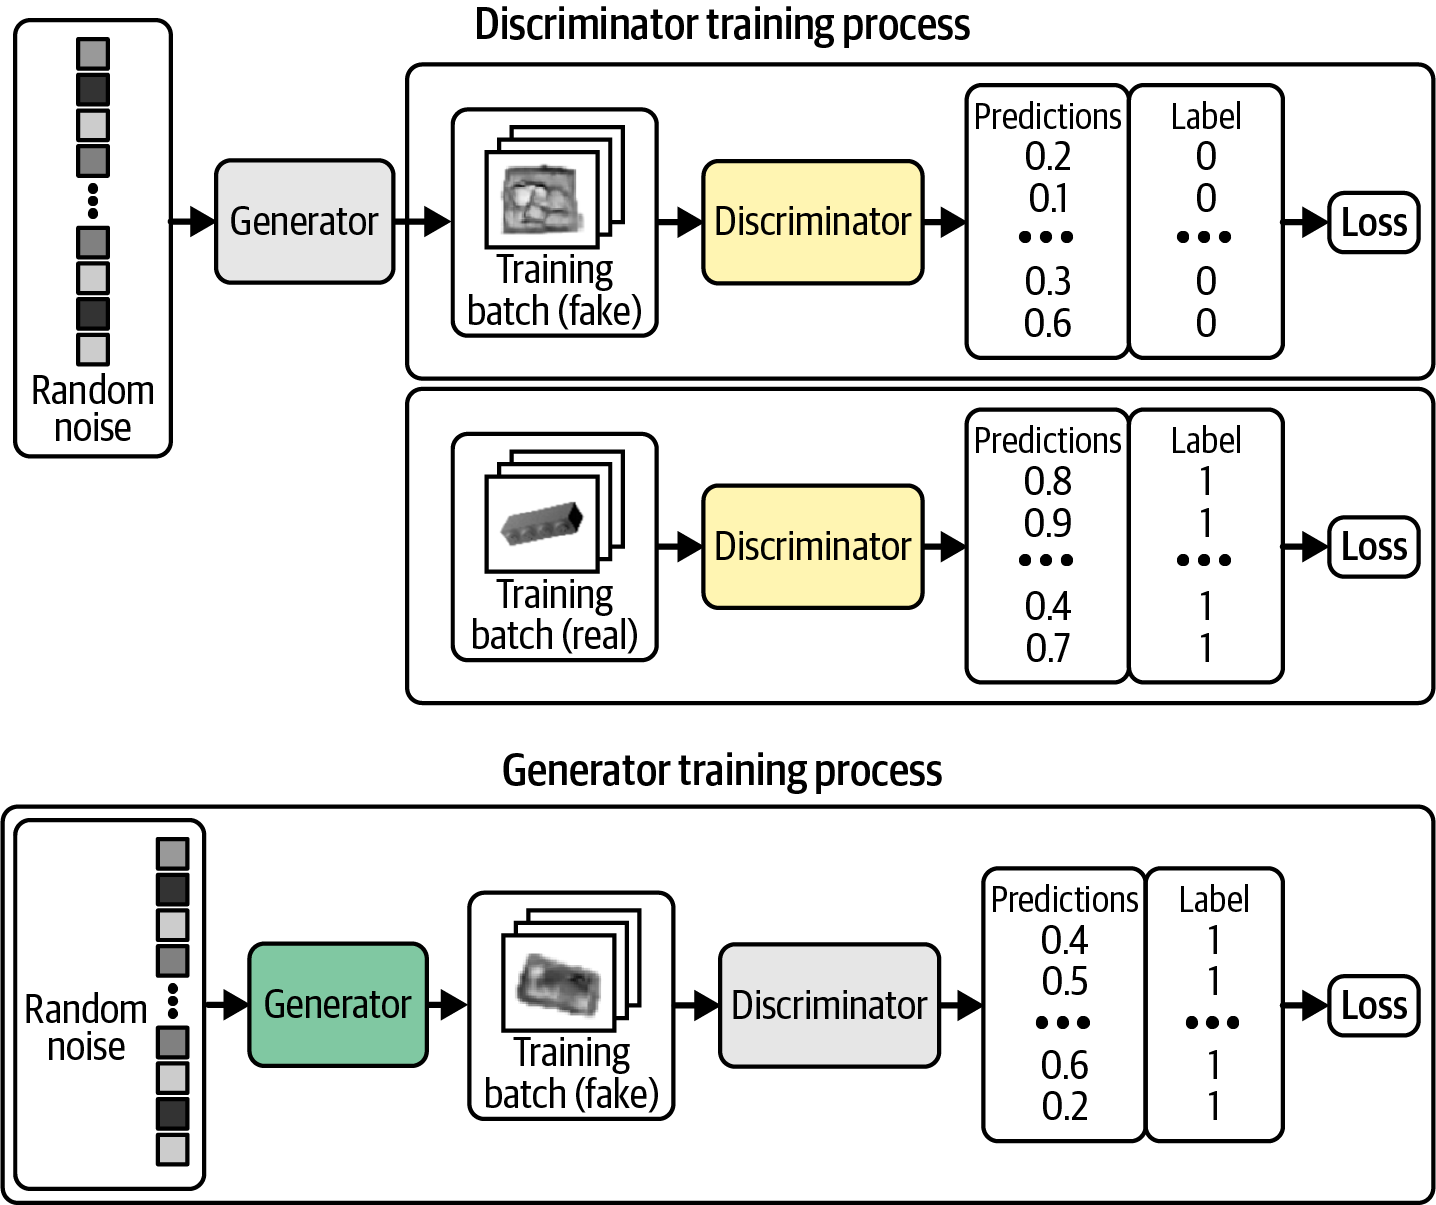 Discriminator training process
Random
noise
Generator
Training
batch (fake)
Discriminator
Predictions
0.2
0.1
...
0.3
0.6
Label
0
0
...
0
0
Loss
Training
batch (real)
Discriminator
Predictions
0.8
0.9
...
0.4
0.7
Label
1
1
...
1
1
Loss
Generator training process
Random
noise
Generator
Training
batch (fake)
Discriminator
Predictions
0.4
0.5
...
0.6
0.2
Label
1
1
...
1
1
Loss